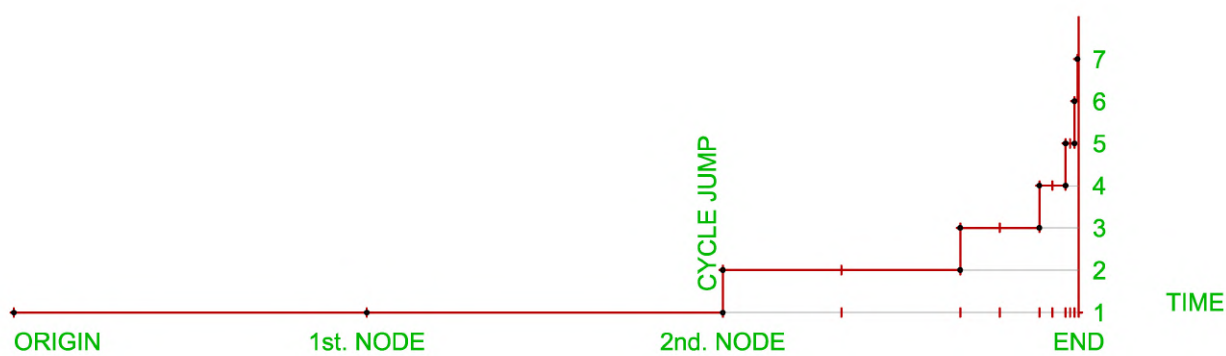 7
6
5
4
3
2
1
CYCLE JUMP
TIME
ORIGIN
1st. NODE
2nd. NODE
END